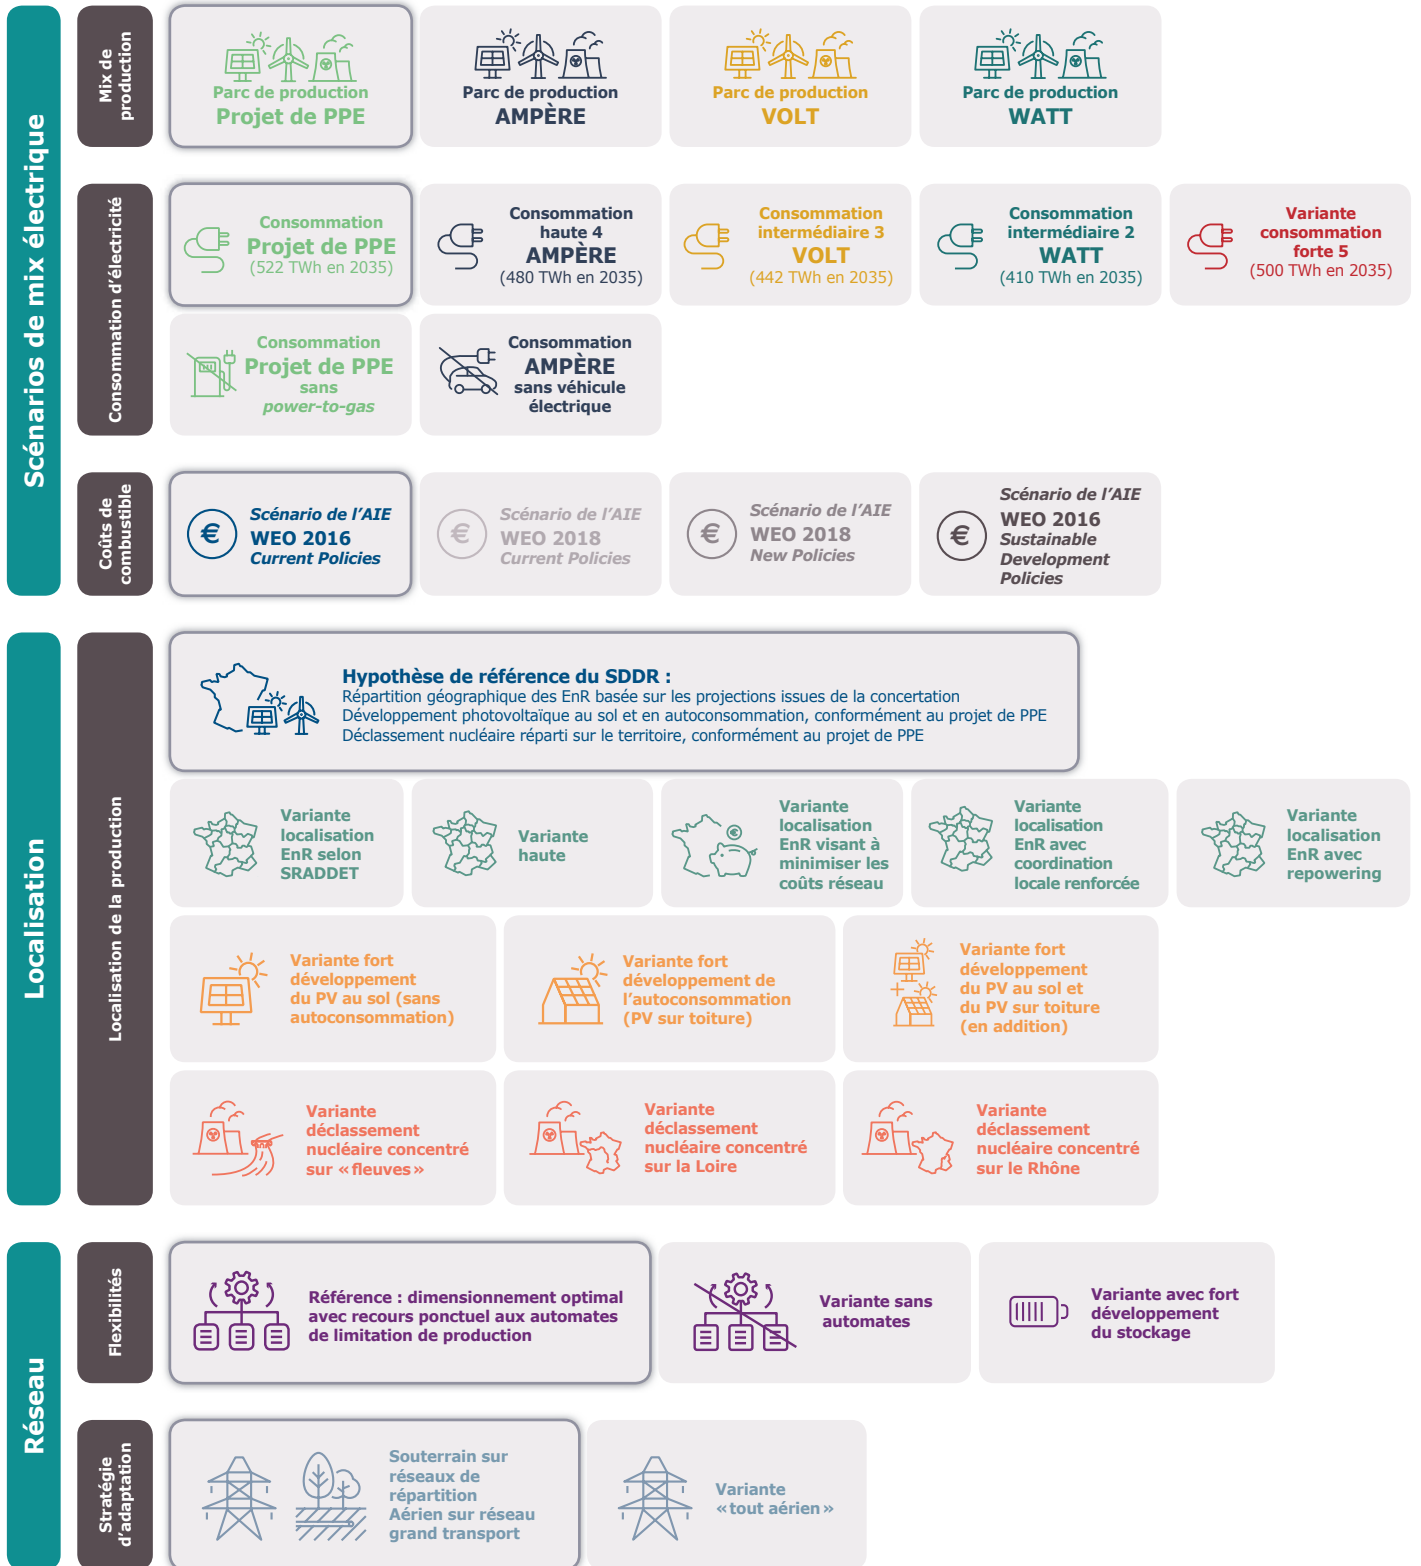 Scénarios de mix électrique
Mix de
production
Parc de production
Projet de PPE
Parc de production
AMPÈRE
Parc de production
VOLT
Parc de production
WATT
Consommation d'électricité
Consommation
Projet de PPE
(522 TWh en 2035)
Consommation
haute 4
AMPÈRE
(480 TWh en 2035)
Consommation
intermédiaire 3
VOLT
(442 TWh en 2035)
Consommation
intermédiaire 2
WATT
(410 TWh en 2035)
Variante
consommation
forte 5
(500 TWh en 2035)
Consommation
Projet de PPE
sans
power-to-gas
Consommation
AMPÈRE
sans véhicule
électrique
Coûts de
combustible
€
Scénario de l'AIE
WEO 2016
Current Policies
€
Scénario de l'AIE
WEO 2018
Current Policies
€
Scénario de l'AIE
WEO 2018
New Policies
€
Scénario de l'AIE
WEO 2016
Sustainable
Development
Policies
Localisation
Localisation de la production
Hypothèse de référence du SDDR :
Répartition géographique des EnR basée sur les projections issues de la concertation
Développement photovoltaïque au sol et en autoconsommation, conformément au projet de PPE
Déclassement nucléaire réparti sur le territoire, conformément au projet de PPE
Variante
localisation
EnR selon
SRADDET
Variante
haute
€
Variante
localisation
EnR visant à
minimiser les
coûts réseau
Variante
localisation
EnR avec
coordination
locale renforcée
Variante
localisation
EnR avec
repowering
Variante fort
développement
du PV au sol (sans
autoconsommation)
Variante fort
développement de
l'autoconsommation
(PV sur toiture)
+
Variante fort
développement
du PV au sol et
du PV sur toiture
(en addition)
Variante
déclassement
nucléaire concentré
sur «fleuves»
Variante
déclassement
nucléaire concentré
sur la Loire
Variante
déclassement
nucléaire concentré
sur le Rhône
Réseau
Flexibilités
Référence : dimensionnement optimal
avec recours ponctuel aux automates
de limitation de production
Variante sans
automates
Variante avec fort
développement
du stockage
Stratégie
d'adaptation
Souterrain sur
réseaux de
répartition
Aérien sur réseau
grand transport
Variante
«tout aérien»